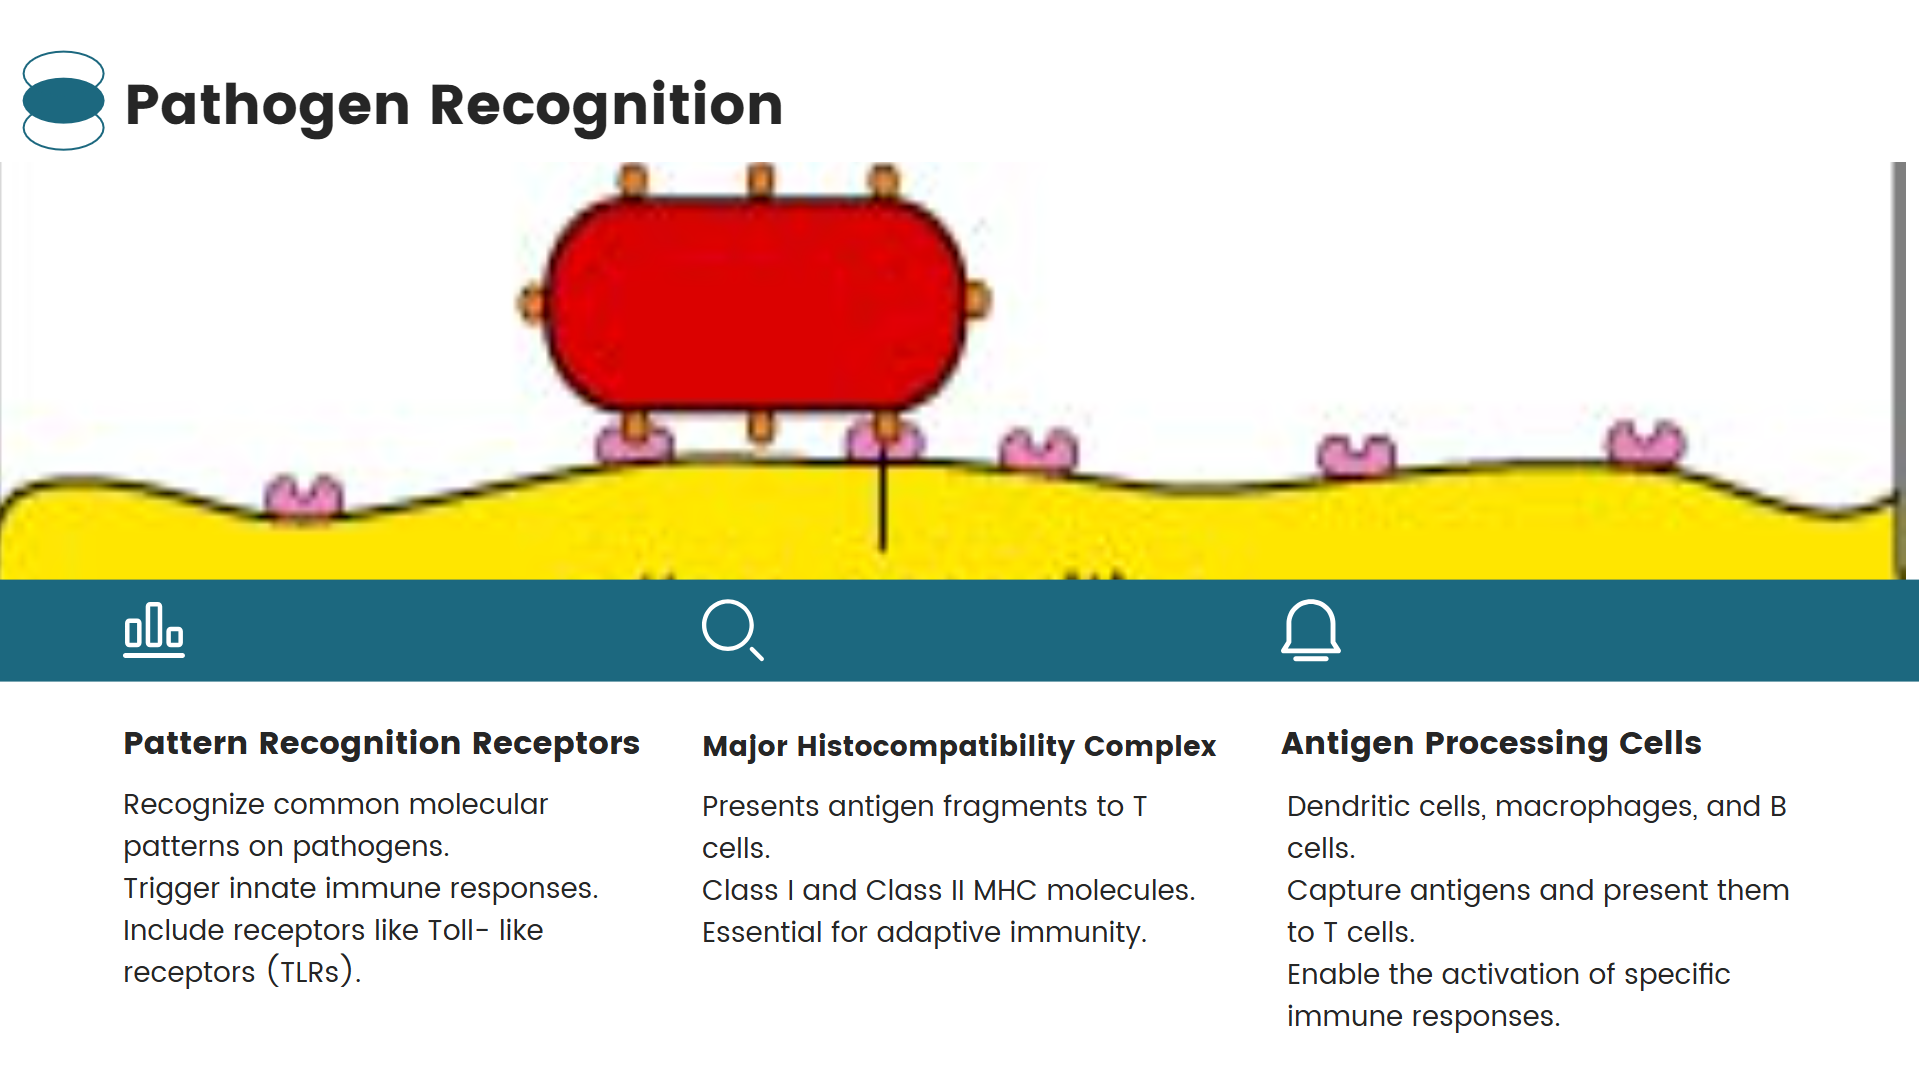 Pathogen Recognition
Pattern Recognition Receptors
Recognize common molecular
patterns on pathogens.
Trigger innate immune responses.
Include receptors like Toll- like
receptors (TLRs).
Major Histocompatibility Complex
Presents antigen fragments to T
cells.
Class I and Class II MHC molecules.
Essential for adaptive immunity.
Antigen Processing Cells
Dendritic cells, macrophages, and B
cells.
Capture antigens and present them
to T cells.
Enable the activation of specific
immune responses.